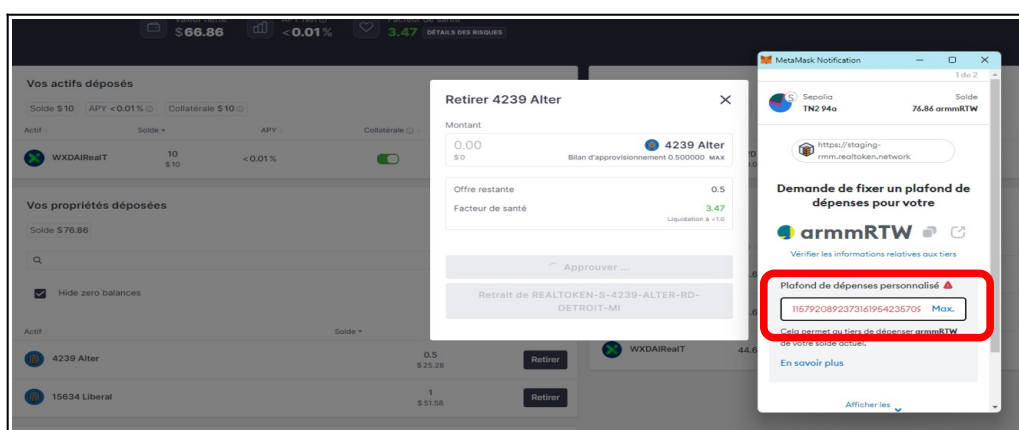 $66.86
<0.01%
3.47 DÉTAILS DES RISQUES
Vos actifs déposés
Solde $10 APY <0.01% Collatérale $10
Actif Solde APY Collatérale
WXDAIRealT 10 <0.01%
$10
Vos propriétés déposées
Solde $76.86
Hide zero balances
Actif Solde
4239 Alter 0.5 Retirer
$25.28
15634 Liberal 1 Retirer
$51.58
Retirer 4239 Alter
Montant
0.00 4239 Alter
$0 Bilan d'approvisionnement 0.500000 MAX
Offre restante 0.5
Facteur de santé 3.47
Liquidation à <1.0
Approuver ...
Retrait de REALTOKEN-S-4239-ALTER-RD-
DETROIT-MI
WXDAIRealT 44.6
MetaMask Notification
1 de 2
S Sepolia Solde
TN2 94a 76.86 armmRTW
https://staging-
rmm.realtoken.network
Demande de fixer un plafond de
dépenses pour votre
armmRTW
Vérifier les informations relatives aux tiers
Plafond de dépenses personnalisé
115792089237316195423570 Max.
Cela permet au tiers de dépenser armmRTW
de votre solde actuel.
En savoir plus
Afficher les